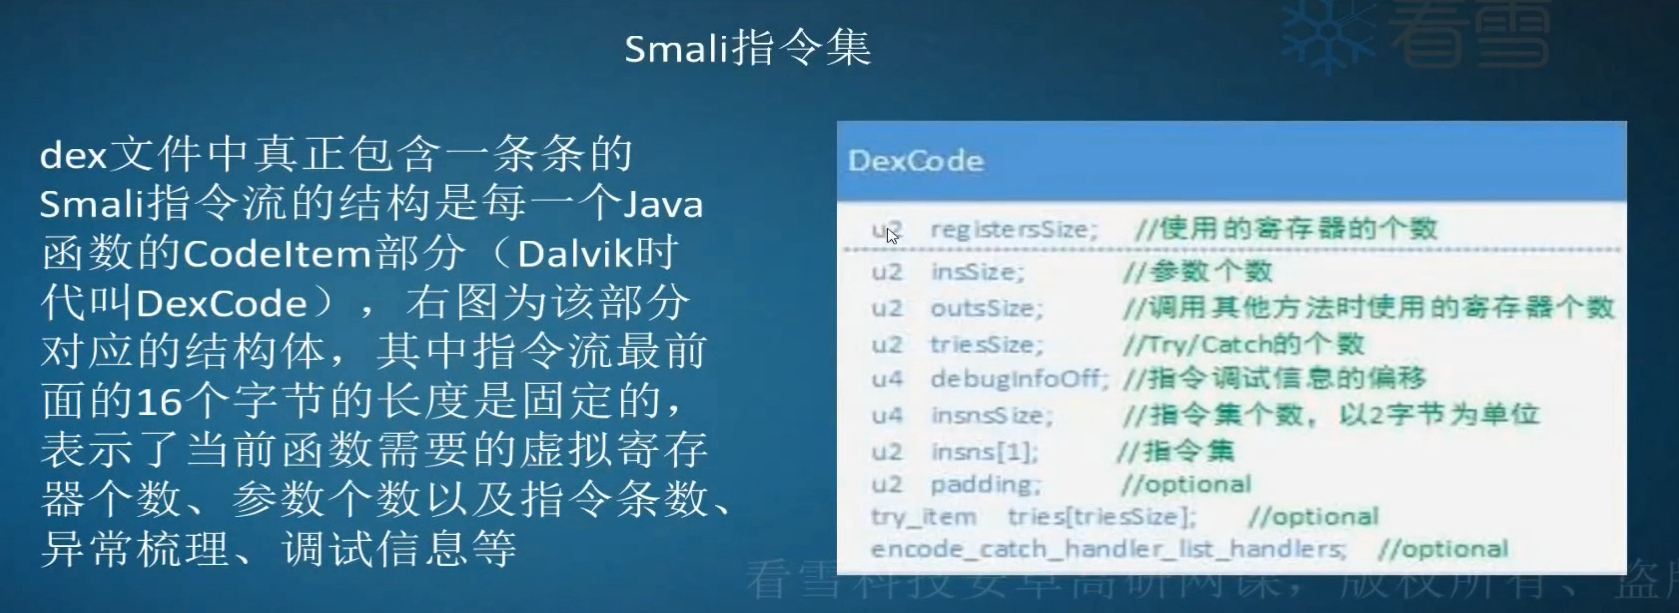 看雪
Smali指令集
dex文件中真正包含一条条的
Smali指令流的结构是每一个Java
函数的CodeItem部分（Dalvik时
代叫DexCode），右图为该部分
对应的结构体，其中指令流最前
面的16个字节的长度是固定的，
表示了当前函数需要的虚拟寄存
器个数、参数个数以及指令条数、
异常梳理、调试信息等
DexCode
u2 registersSize; //使用的寄存器的个数
u2 insSize; //参数个数
u2 outsSize; //调用其他方法时使用的寄存器个数
u2 triesSize; //Try/Catch的个数
u4 debugInfoOff; //指令调试信息的偏移
u4 insnsSize; //指令集个数，以2字节为单位
u2 insns[1]; //指令集
u2 padding; //optional
try_item tries[triesSize]; //optional
encode_catch_handler_list_handlers; //optional
看雪科技安卓高研网课，版权所有、盗版